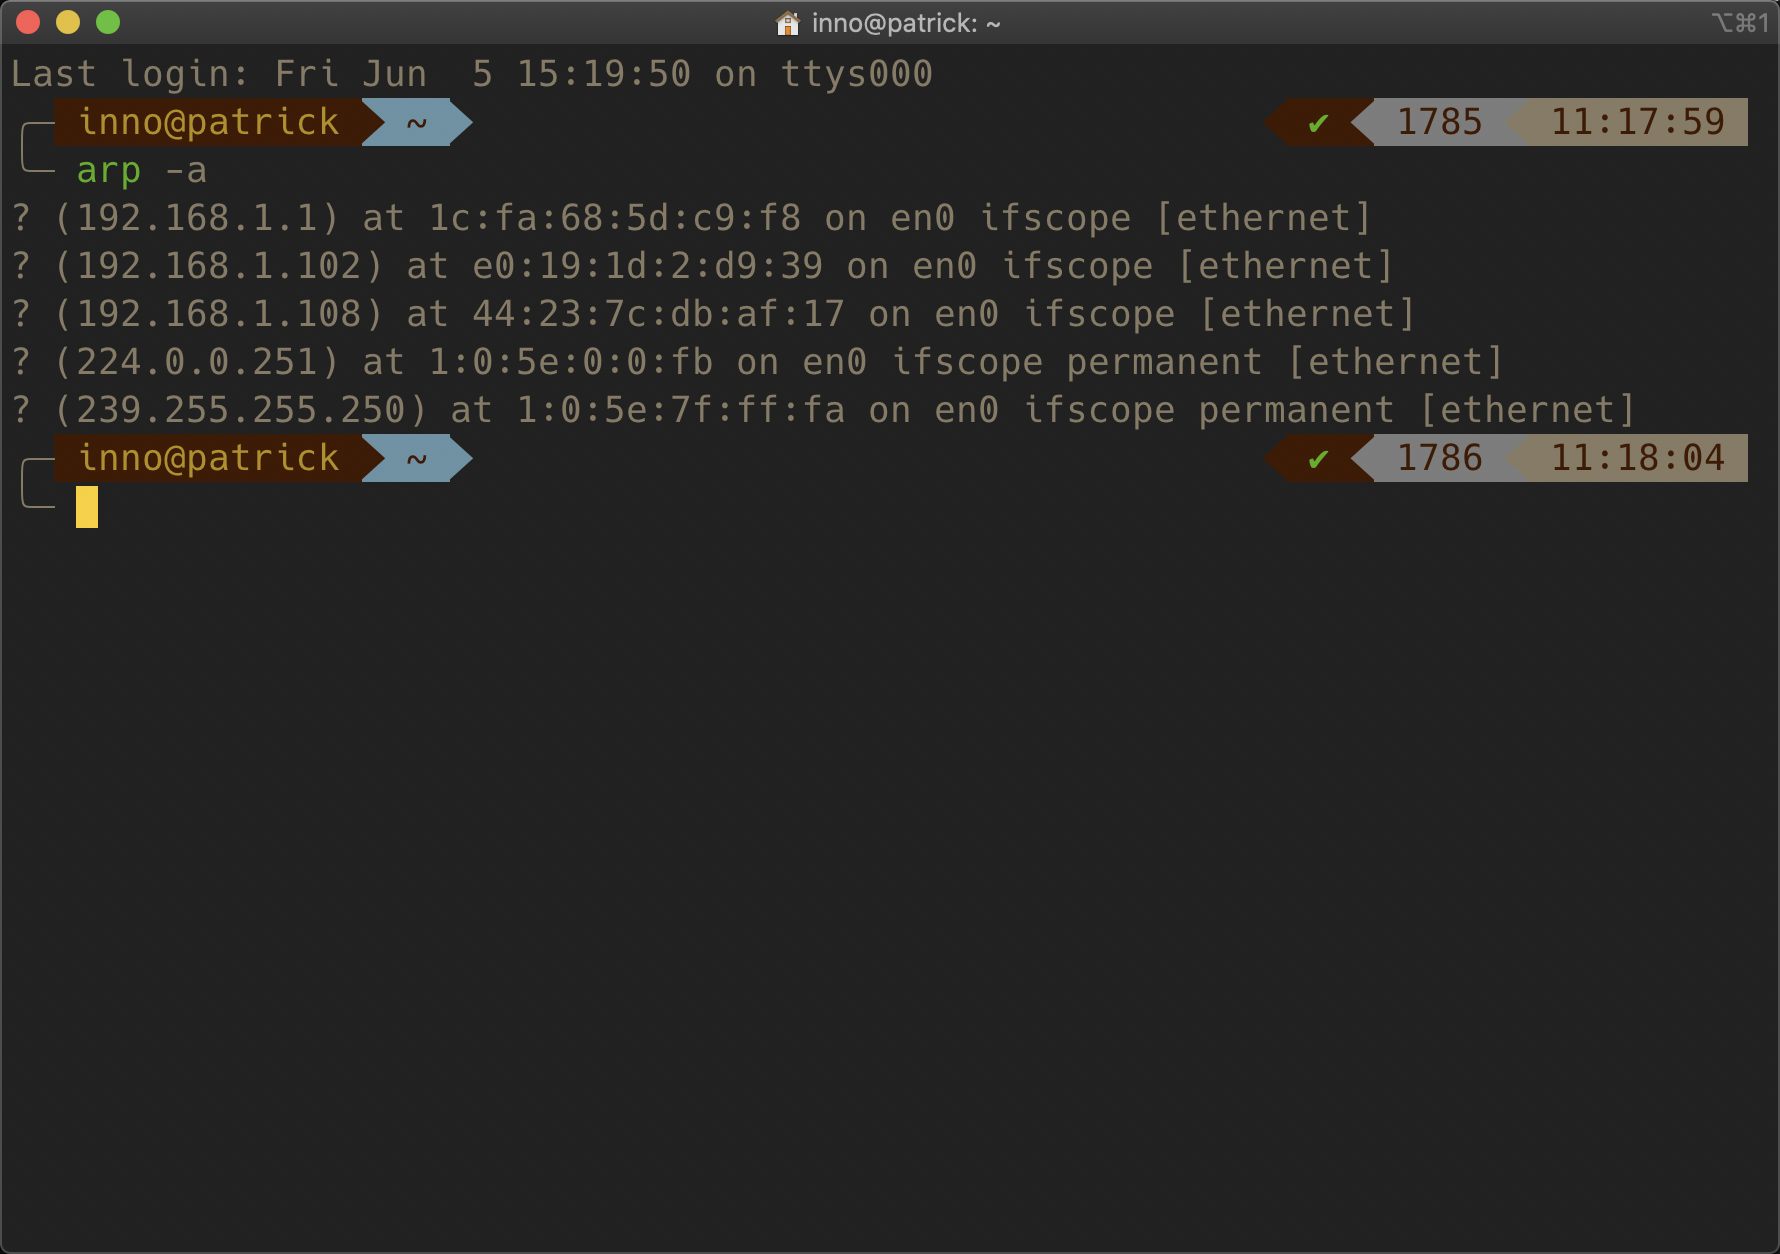 inno@patrick: ~ ⌥⌘1
Last login: Fri Jun  5 15:19:50 on ttys000
inno@patrick ~ ✔ 1785 11:17:59
arp -a
? (192.168.1.1) at 1c:fa:68:5d:c9:f8 on en0 ifscope [ethernet]
? (192.168.1.102) at e0:19:1d:2:d9:39 on en0 ifscope [ethernet]
? (192.168.1.108) at 44:23:7c:db:af:17 on en0 ifscope [ethernet]
? (224.0.0.251) at 1:0:5e:0:0:fb on en0 ifscope permanent [ethernet]
? (239.255.255.250) at 1:0:5e:7f:ff:fa on en0 ifscope permanent [ethernet]
inno@patrick ~ ✔ 1786 11:18:04